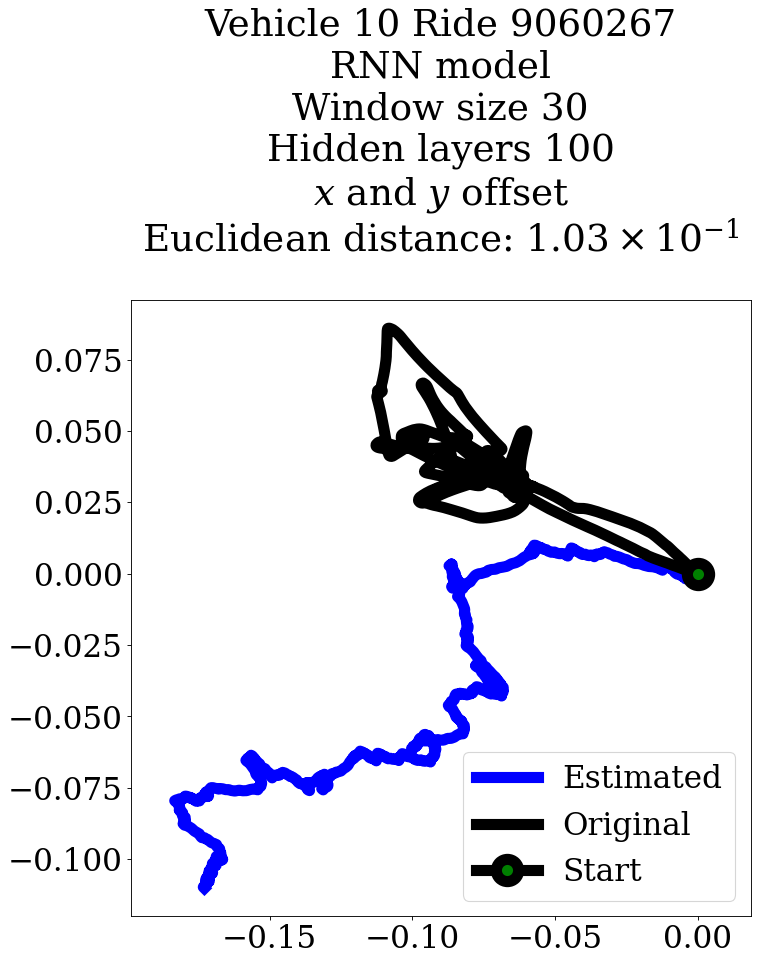 Vehicle 10 Ride 9060267
RNN model
Window size 30
Hidden layers 100
x and y offset
Euclidean distance: 1.03 × 10⁻¹
0.075
0.050
0.025
0.000
−0.025
−0.050
−0.075
−0.100
Estimated
Original
Start
−0.15 −0.10 −0.05 0.00